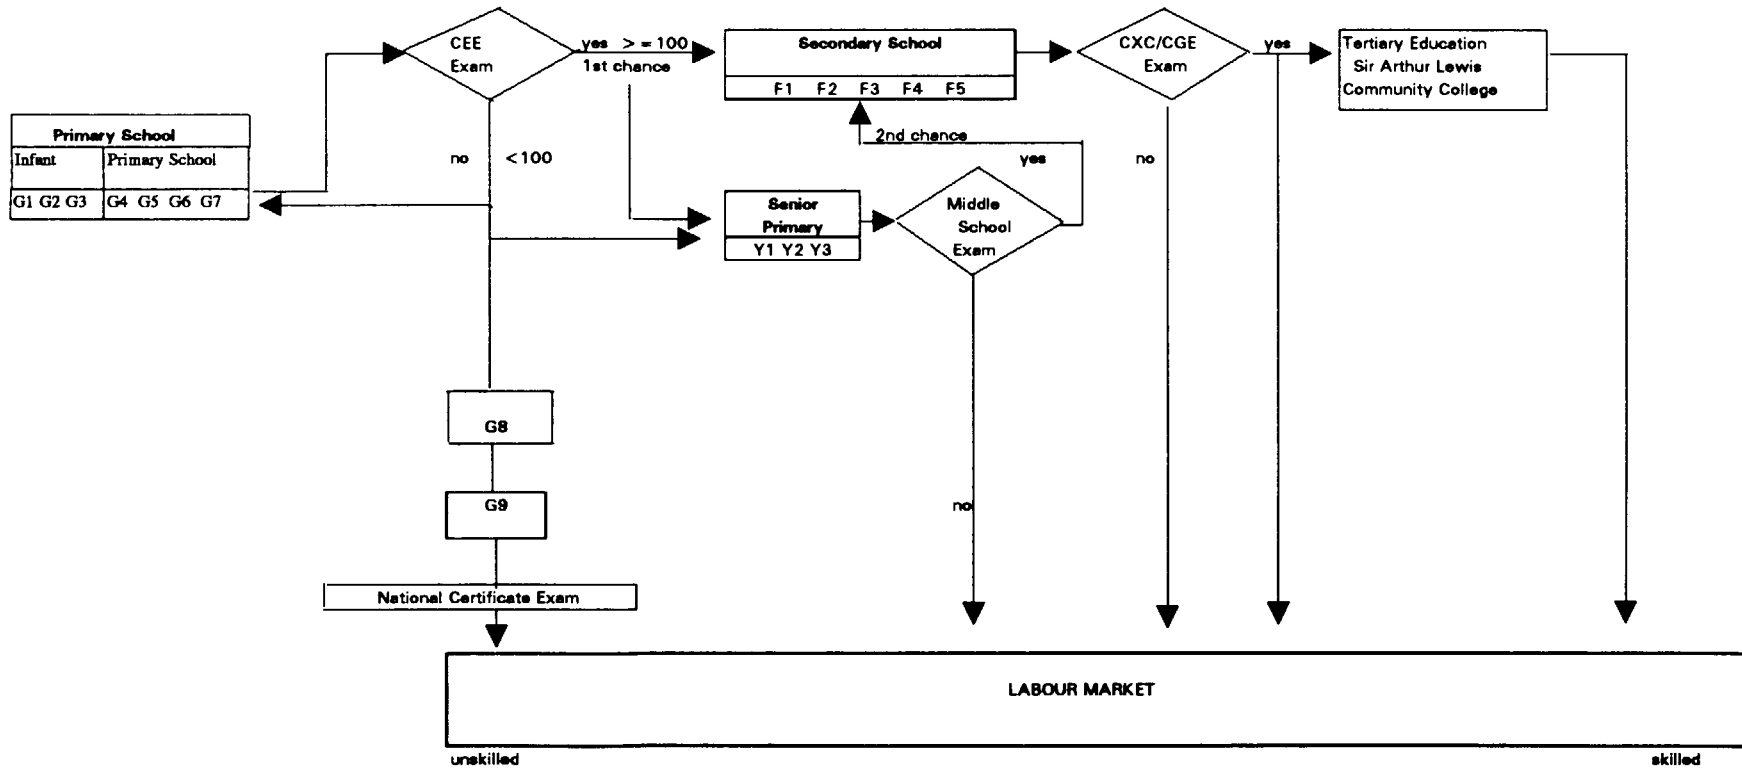 CEE
Exam
yes >=100
1st chance
Secondary School
F1 F2 F3 F4 F5
CXC/CGE
Exam
yes
Tertiary Education
Sir Arthur Lewis
Community College
Primary School
Infant Primary School
G1 G2 G3 G4 G5 G6 G7
no <100
2nd chance
yes
no
Senior
Primary
Y1 Y2 Y3
Middle
School
Exam
G8
G9
no
National Certificate Exam
LABOUR MARKET
unskilled
skilled